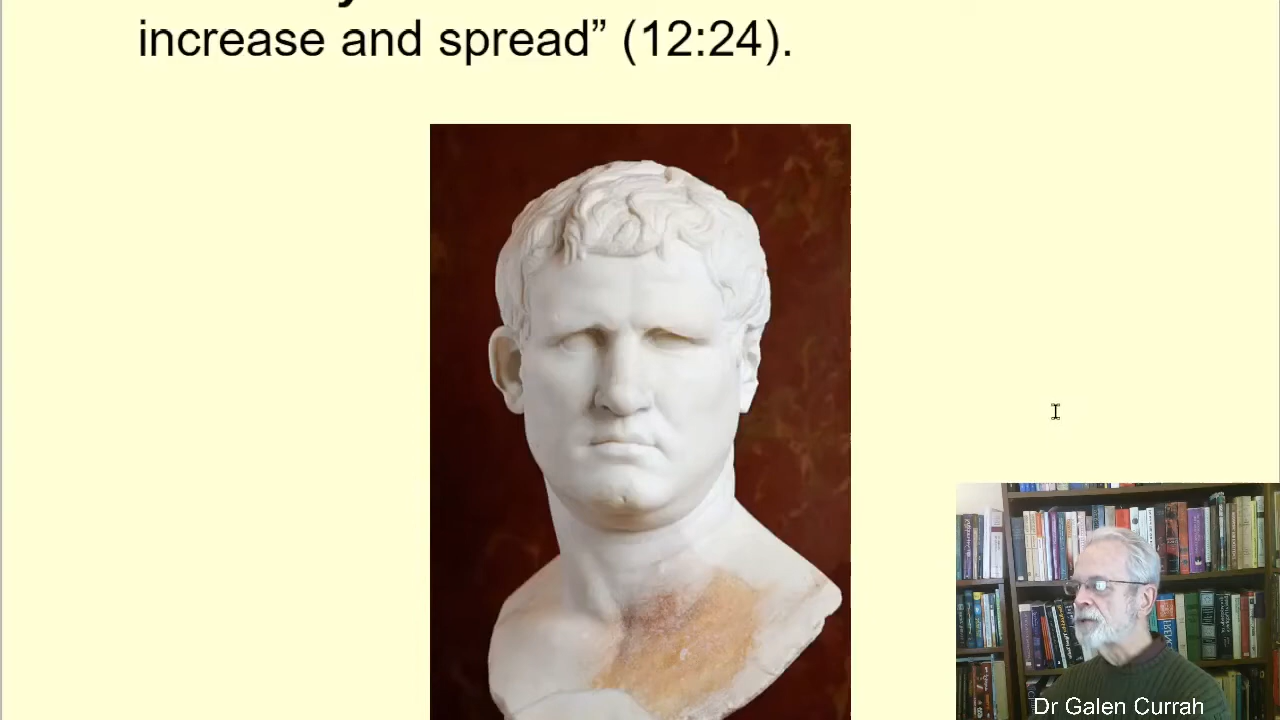 increase and spread” (12:24).
Dr Galen Currah